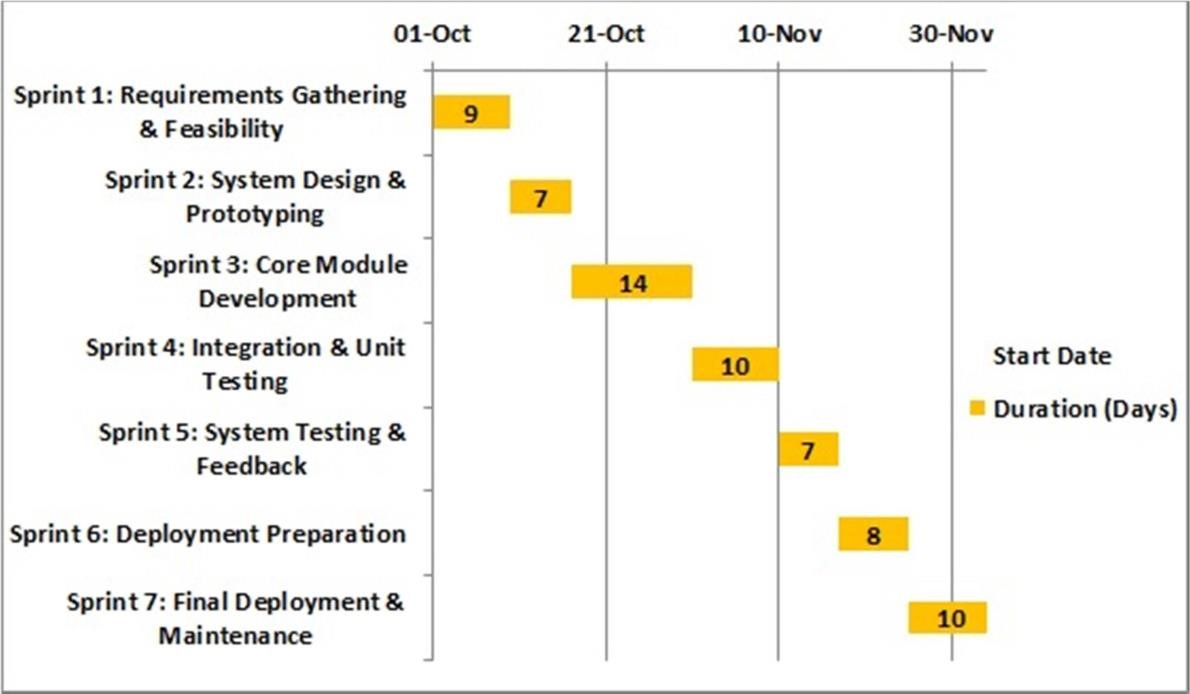 01-Oct 21-Oct 10-Nov 30-Nov
Sprint 1: Requirements Gathering
& Feasibility
9
Sprint 2: System Design &
Prototyping
7
Sprint 3: Core Module
Development
14
Sprint 4: Integration & Unit
Testing
10
Sprint 5: System Testing &
Feedback
7
Sprint 6: Deployment Preparation
8
Sprint 7: Final Deployment &
Maintenance
10
Start Date
Duration (Days)